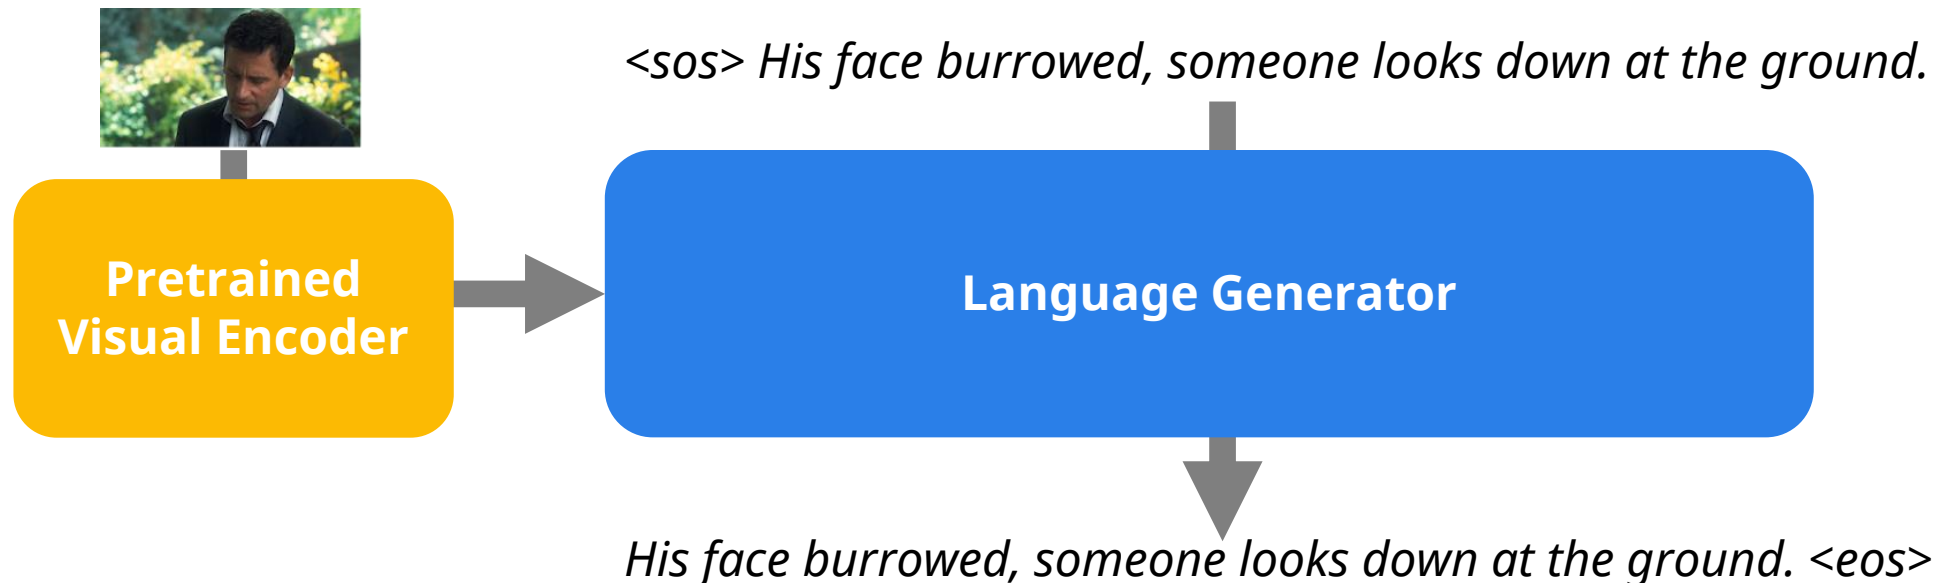 <sos> His face burrowed, someone looks down at the ground.
Pretrained
Visual Encoder
Language Generator
His face burrowed, someone looks down at the ground. <eos>